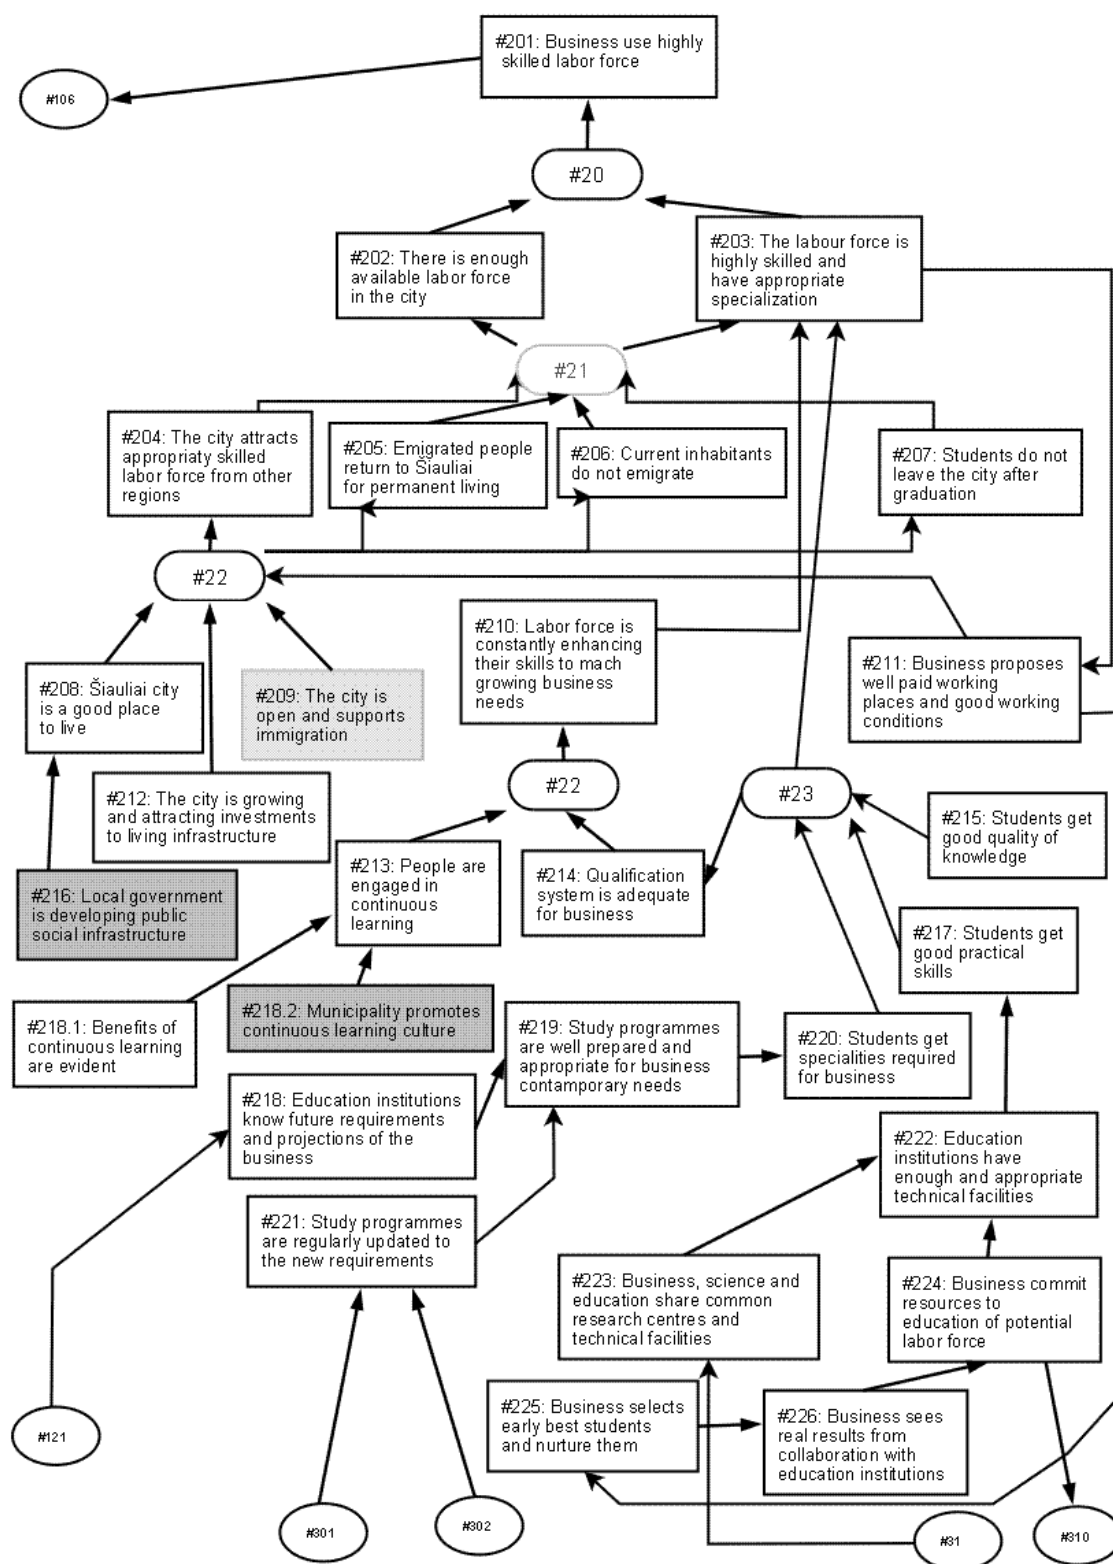 #201: Business use highly
skilled labor force
#106
#20
#202: There is enough
available labor force
in the city
#203: The labour force is
highly skilled and
have appropriate
specialization
#21
#204: The city attracts
appropriaty skilled
labor force from other
regions
#205: Emigrated people
return to Šiauliai
for permanent living
#206: Current inhabitants
do not emigrate
#207: Students do not
leave the city after
graduation
#22
#210: Labor force is
constantly enhancing
their skills to mach
growing business
needs
#211: Business proposes
well paid working
places and good working
conditions
#208: Šiauliai city
is a good place
to live
#209: The city is
open and supports
immigration
#22
#23
#212: The city is growing
and attracting investments
to living infrastructure
#215: Students get
good quality of
knowledge
#213: People are
engaged in
continuous
learning
#214: Qualification
system is adequate
for business
#216: Local government
is developing public
social infrastructure
#217: Students get
good practical
skills
#218.1: Benefits of
continuous learning
are evident
#218.2: Municipality promotes
continuous learning culture
#219: Study programmes
are well prepared and
appropriate for business
contamporary needs
#220: Students get
specialities required
for business
#218: Education institutions
know future requirements
and projections of the
business
#222: Education
institutions have
enough and appropriate
technical facilities
#221: Study programmes
are regularly updated to
the new requirements
#223: Business, science and
education share common
research centres and
technical facilities
#224: Business commit
resources to
education of potential
labor force
#225: Business selects
early best students
and nurture them
#226: Business sees
real results from
collaboration with
education institutions
#121
#301
#302
#31
#310